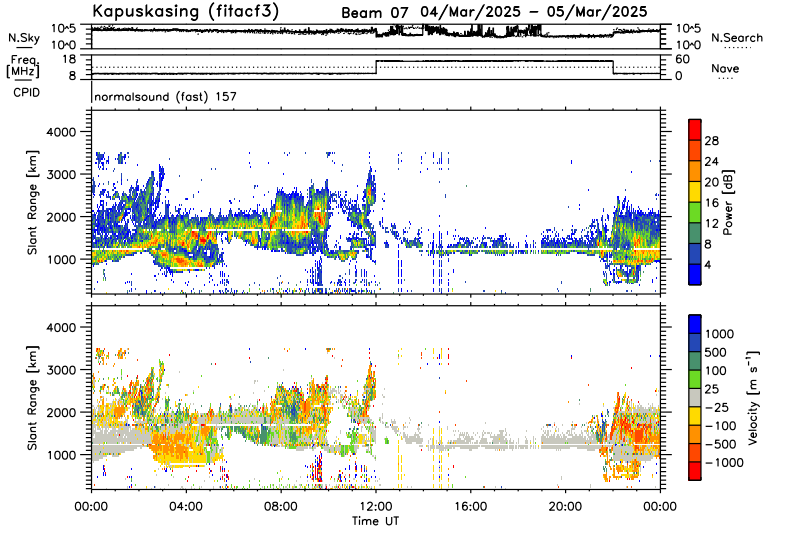 Kapuskasing (fitacf3) Beam 07 04/Mar/2025 - 05/Mar/2025
N.Sky 10^5 10^0 10^5 10^0 N.Search
Freq. [MHz] 18 8 60 0 Nave
CPID normalsound (fast) 157
Slant Range [km] 4000 3000 2000 1000
Power [dB] 28 24 20 16 12 8 4
Slant Range [km] 4000 3000 2000 1000
Velocity [m s⁻¹] 1000 500 100 25 -25 -100 -500 -1000
00:00 04:00 08:00 12:00 16:00 20:00 00:00
Time UT